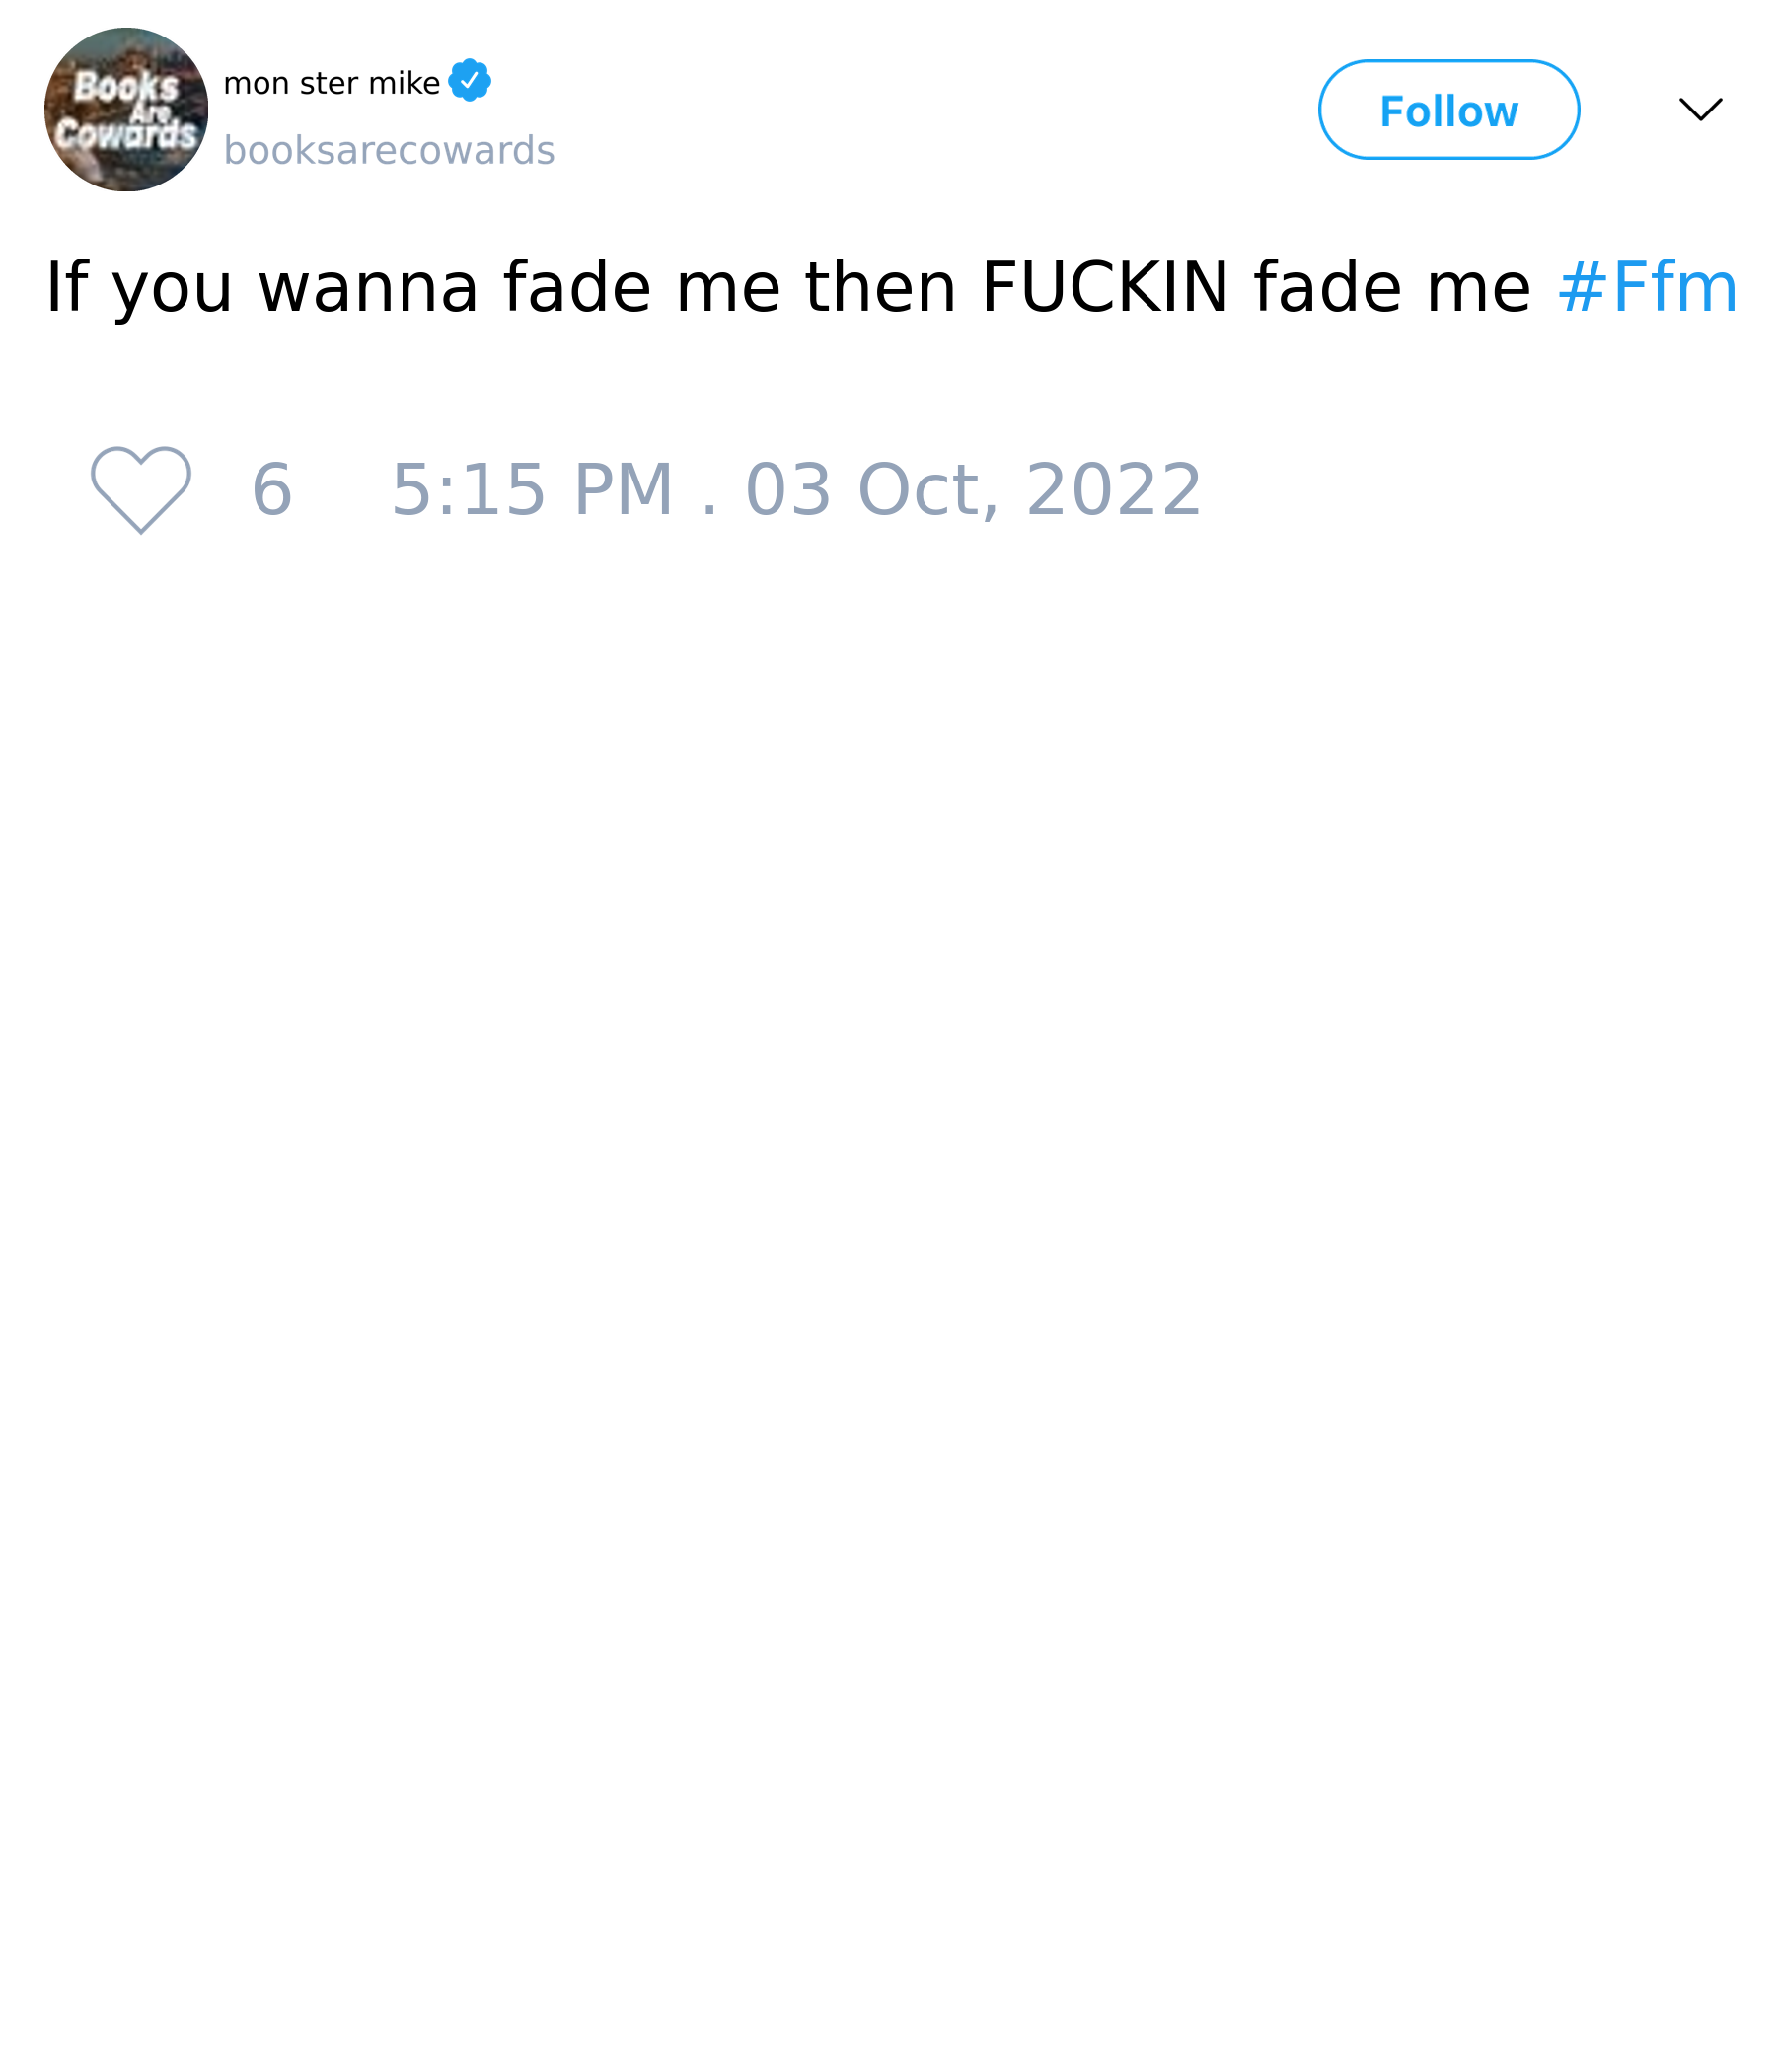 Books
Are
Cowards
mon ster mike
booksarecowards
Follow
If you wanna fade me then FUCKIN fade me #Ffm
6 5:15 PM . 03 Oct, 2022